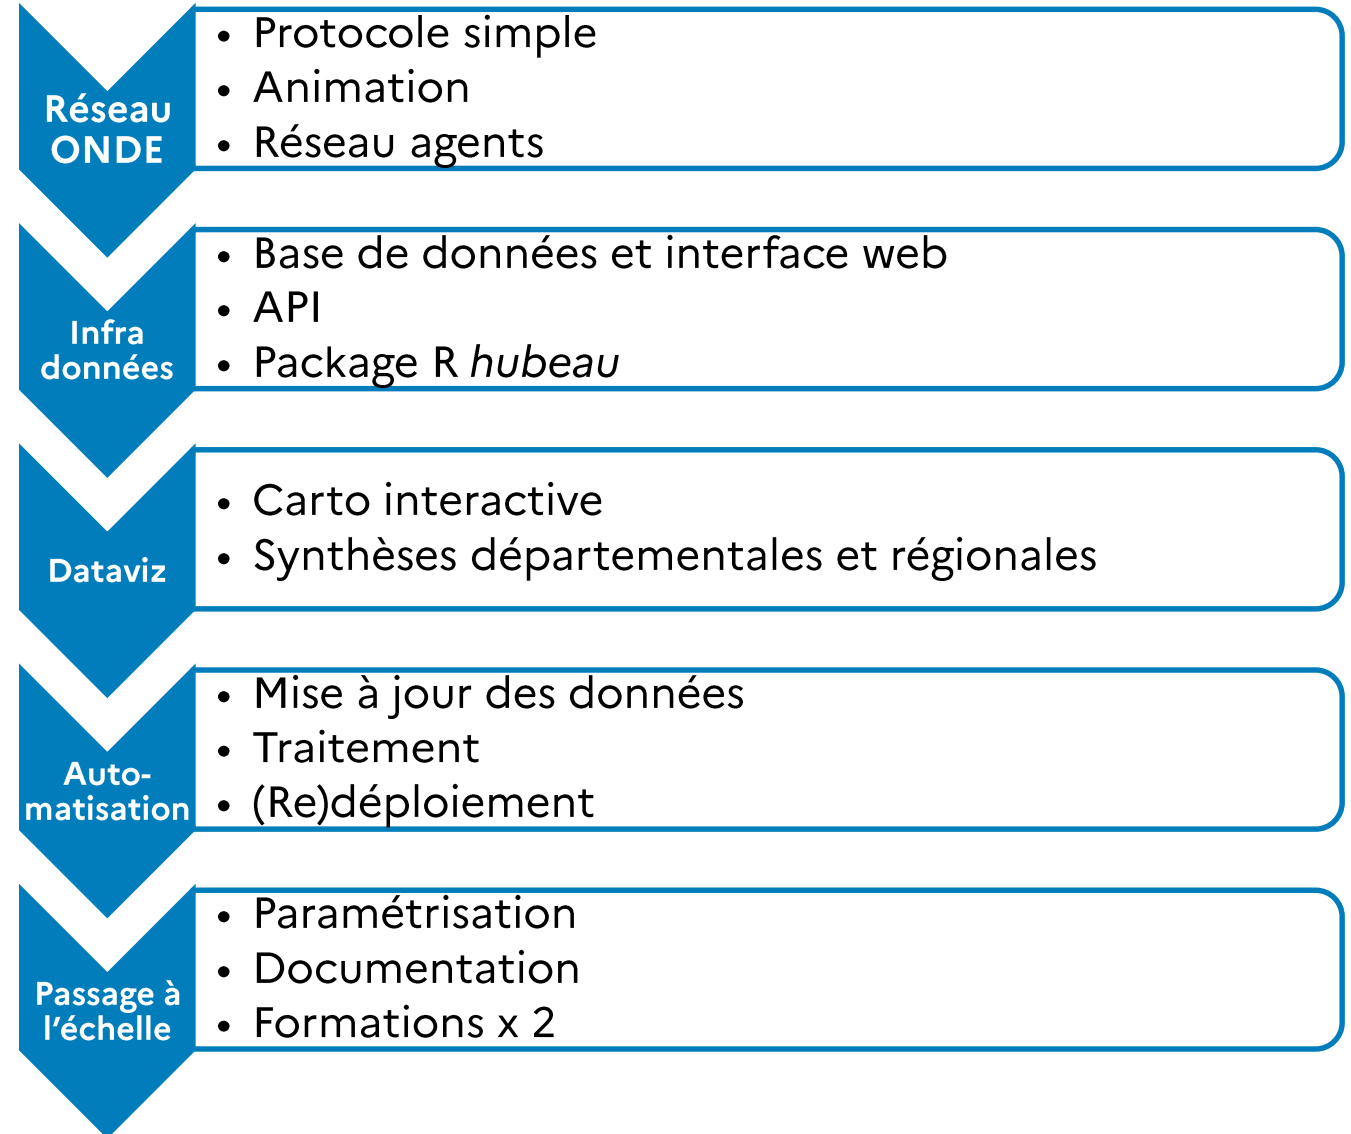 Réseau
ONDE
• Protocole simple
• Animation
• Réseau agents
Infra
données
• Base de données et interface web
• API
• Package R hubeau
Dataviz
• Carto interactive
• Synthèses départementales et régionales
Auto-
matisation
• Mise à jour des données
• Traitement
• (Re)déploiement
Passage à
l’échelle
• Paramétrisation
• Documentation
• Formations x 2